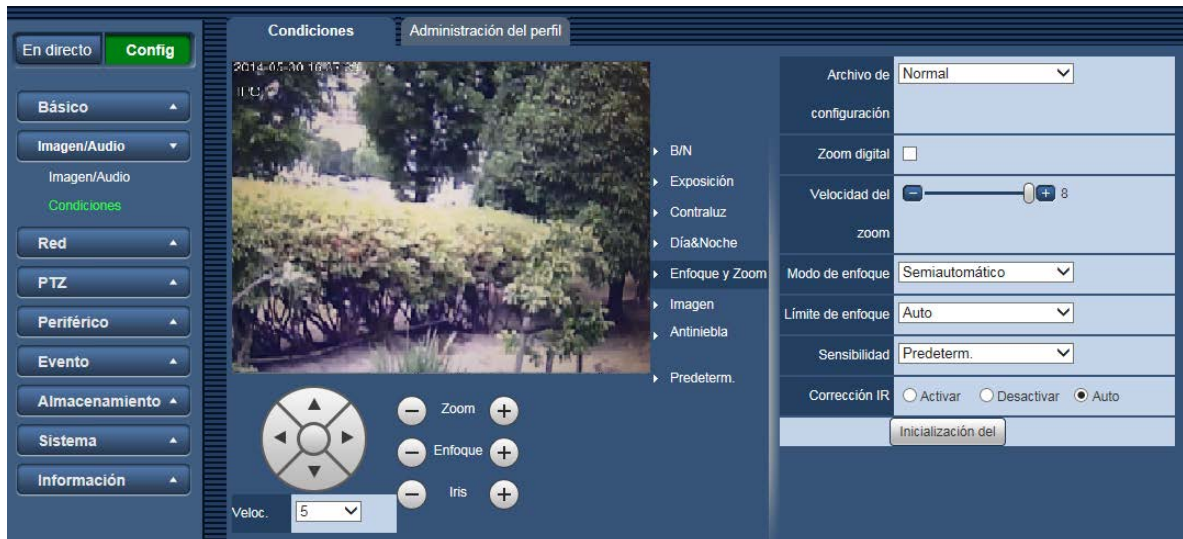 En directo
Config
Básico
Imagen/Audio
Imagen/Audio
Condiciones
Red
PTZ
Periférico
Evento
Almacenamiento
Sistema
Información
Condiciones
Administración del perfil
B/N
Exposición
Contraluz
Día&Noche
Enfoque y Zoom
Imagen
Antiniebla
Predeterm.
Zoom
Enfoque
Iris
Veloc.
5
Archivo de
configuración
Normal
Zoom digital
Velocidad del
zoom
8
Modo de enfoque
Semiautomático
Límite de enfoque
Auto
Sensibilidad
Predeterm.
Corrección IR
Activar
Desactivar
Auto
Inicialización del